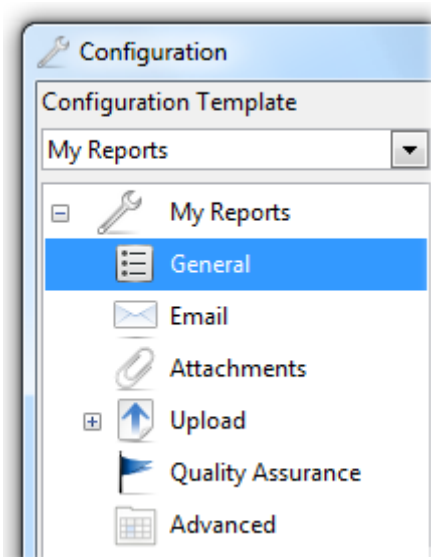 Configuration
Configuration Template
My Reports
My Reports
General
Email
Attachments
Upload
Quality Assurance
Advanced